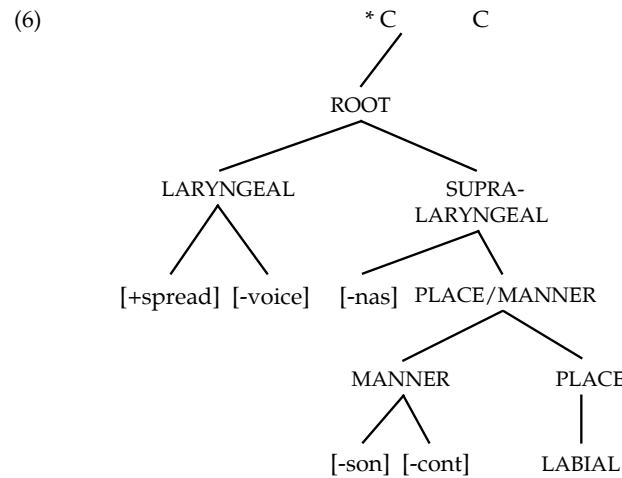 (6) * C C
ROOT
LARYNGEAL SUPRA-
LARYNGEAL
[+spread] [-voice] [-nas] PLACE/MANNER
MANNER PLACE
[-son] [-cont] LABIAL